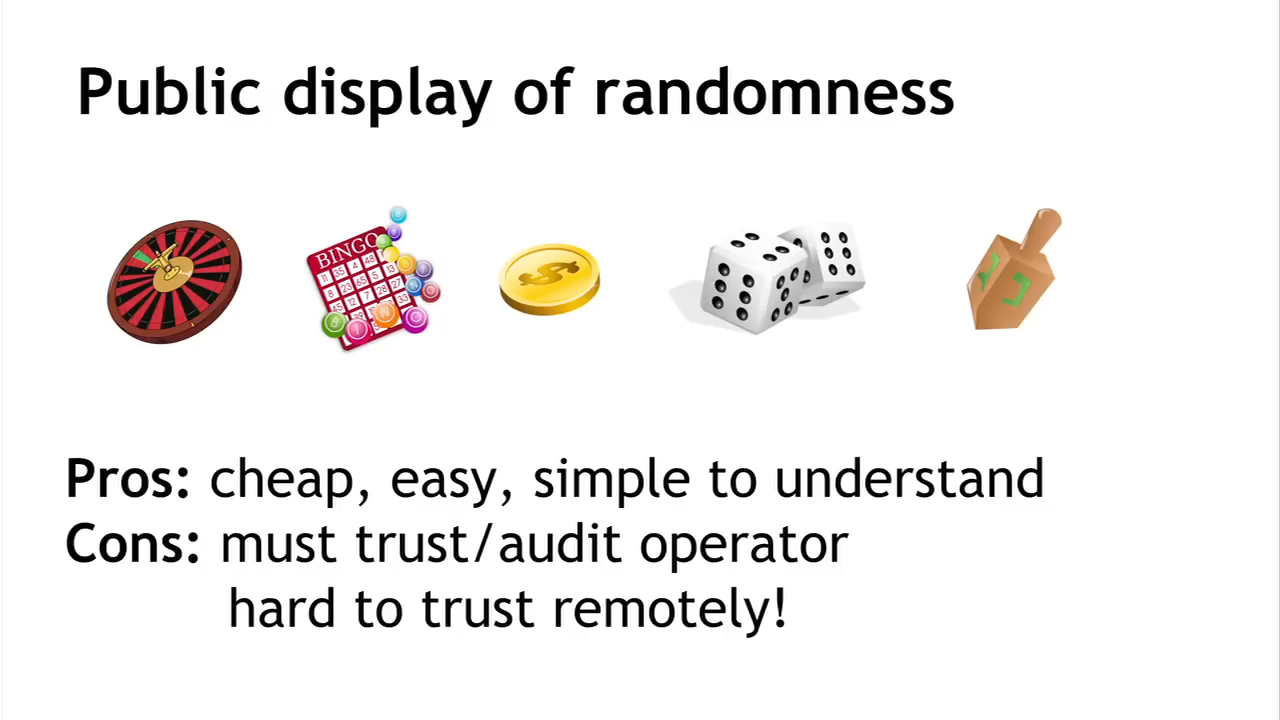 Public display of randomness
BINGO
Pros: cheap, easy, simple to understand
Cons: must trust/audit operator
hard to trust remotely!